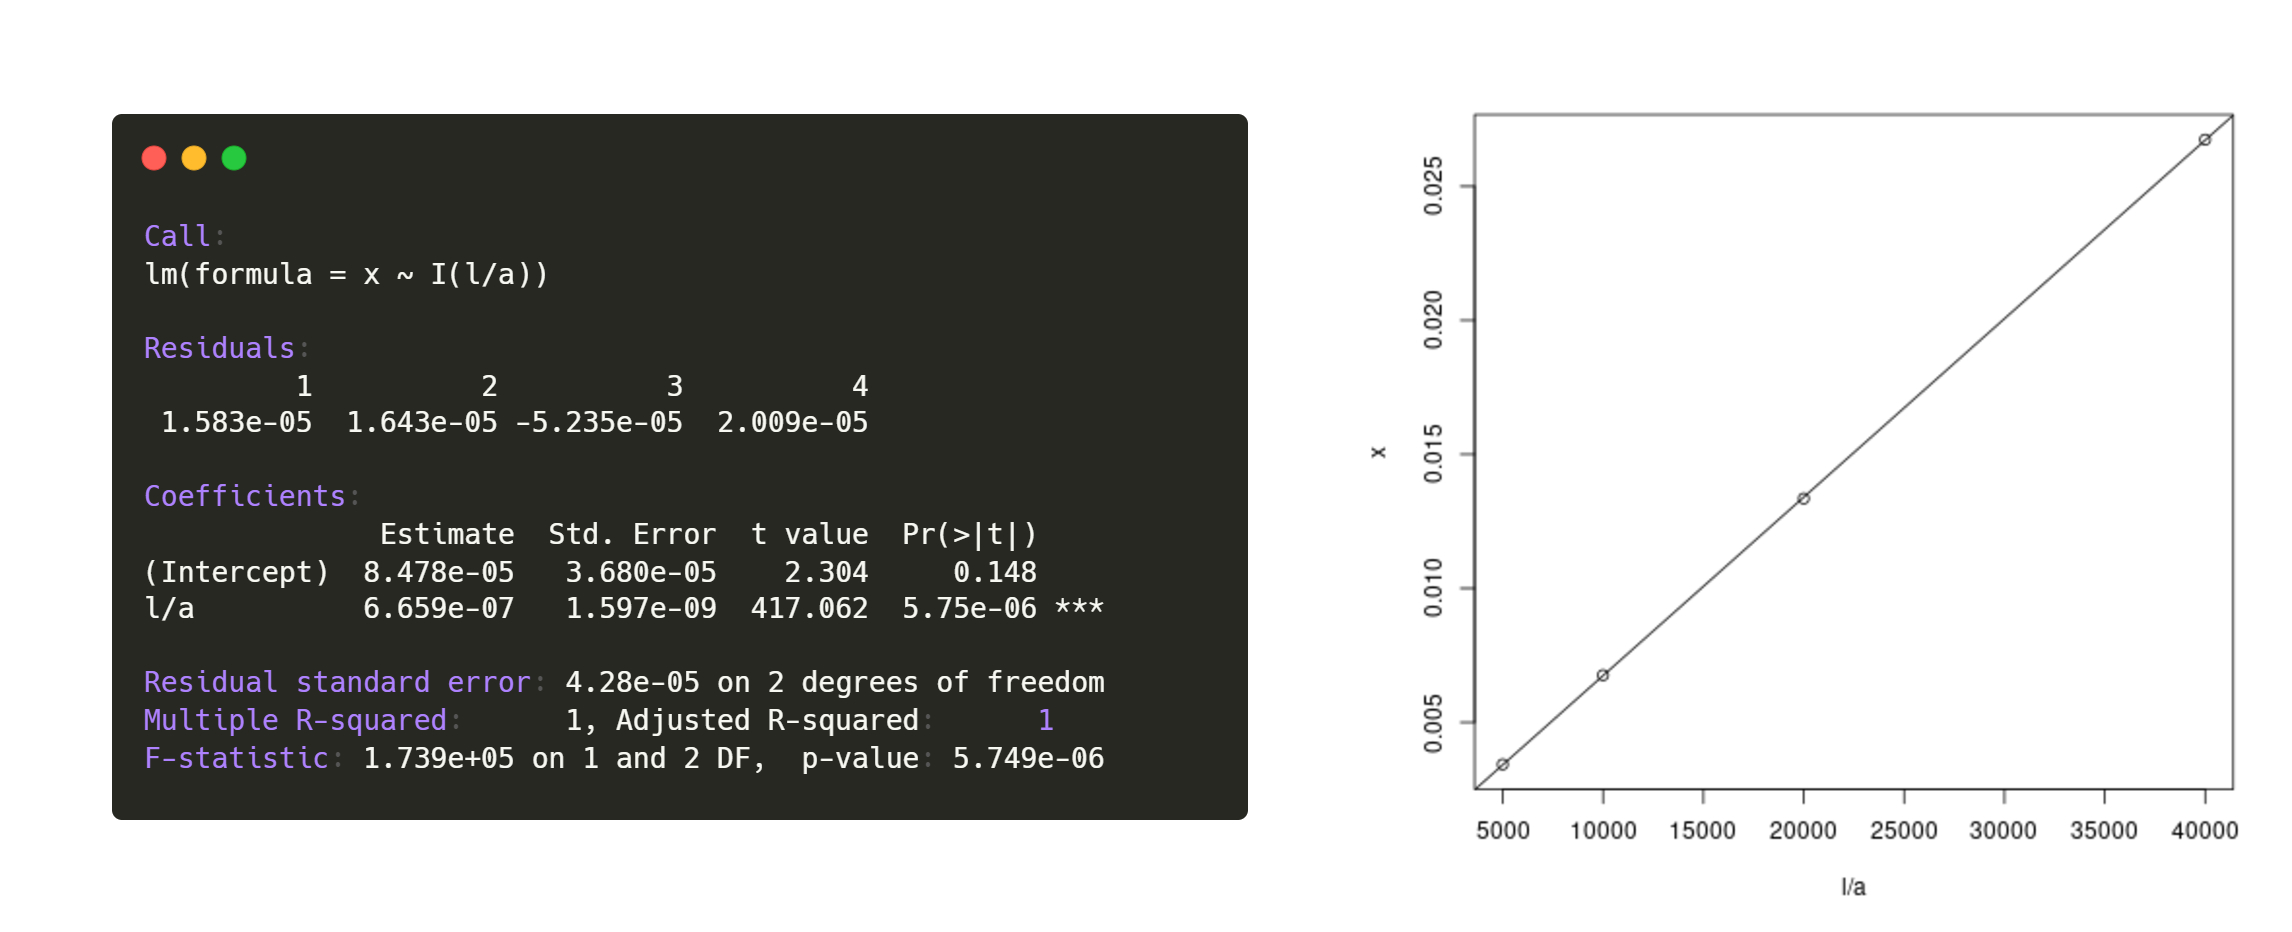 Call:
lm(formula = x ~ I(l/a))
Residuals:
1 2 3 4
1.583e-05 1.643e-05 -5.235e-05 2.009e-05
Coefficients:
Estimate Std. Error t value Pr(>|t|)
(Intercept) 8.478e-05 3.680e-05 2.304 0.148
l/a 6.659e-07 1.597e-09 417.062 5.75e-06 ***
Residual standard error: 4.28e-05 on 2 degrees of freedom
Multiple R-squared: 1, Adjusted R-squared: 1
F-statistic: 1.739e+05 on 1 and 2 DF, p-value: 5.749e-06
x
0.025
0.020
0.015
0.010
0.005
5000 10000 15000 20000 25000 30000 35000 40000
l/a